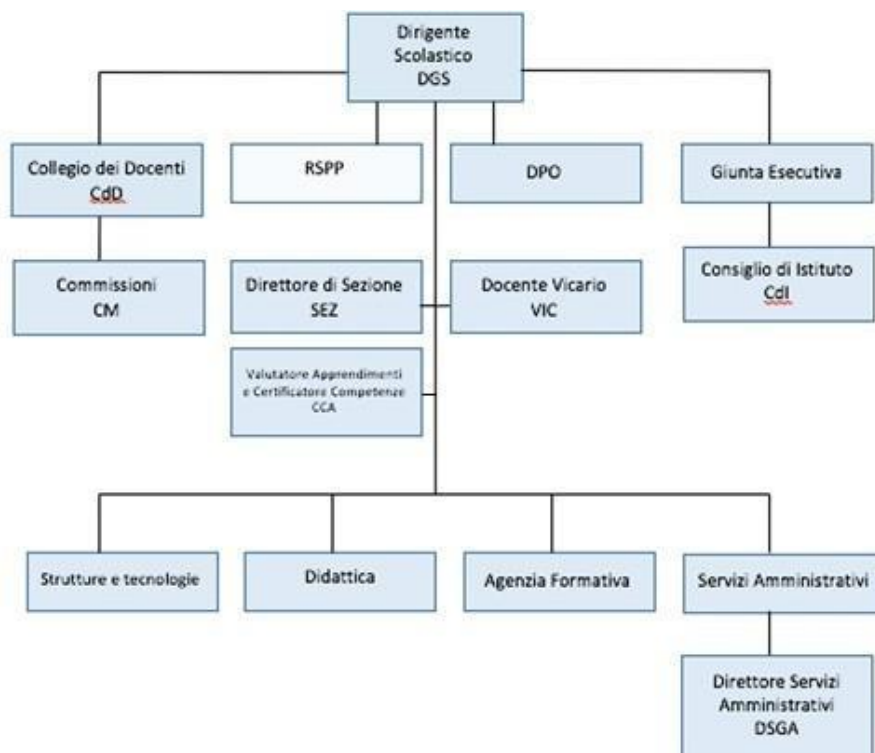 Dirigente
Scolastico
DGS
Collegio dei Docenti
CdD
RSPP
DPO
Giunta Esecutiva
Commissioni
CM
Direttore di Sezione
SEZ
Docente Vicario
VIC
Consiglio di Istituto
CdI
Valutatore Apprendimenti
e Certificatore Competenze
CCA
Strutture e tecnologie
Didattica
Agenzia Formativa
Servizi Amministrativi
Direttore Servizi
Amministrativi
DSGA